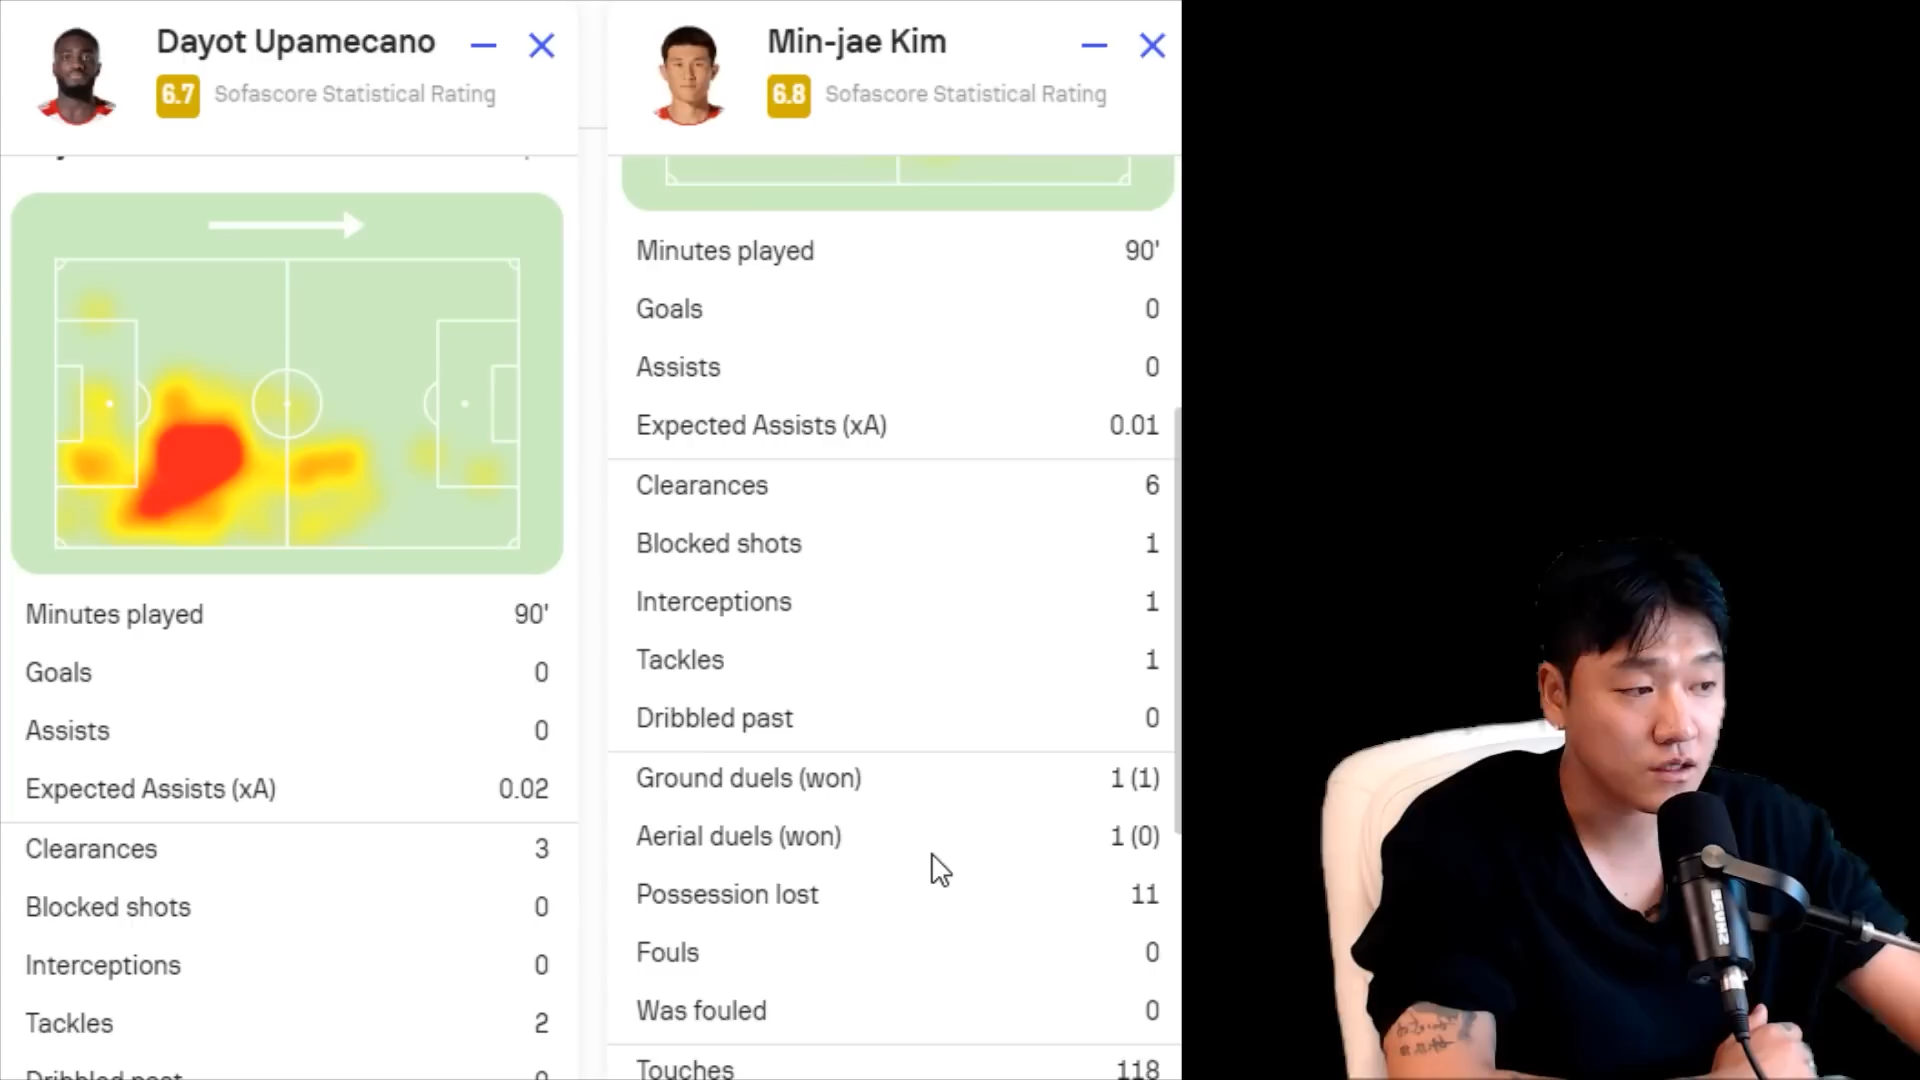 Dayot Upamecano
6.7 Sofascore Statistical Rating
Minutes played 90'
Goals 0
Assists 0
Expected Assists (xA) 0.02
Clearances 3
Blocked shots 0
Interceptions 0
Tackles 2
Dribbled past 0
Min-jae Kim
6.8 Sofascore Statistical Rating
Minutes played 90'
Goals 0
Assists 0
Expected Assists (xA) 0.01
Clearances 6
Blocked shots 1
Interceptions 1
Tackles 1
Dribbled past 0
Ground duels (won) 1 (1)
Aerial duels (won) 1 (0)
Possession lost 11
Fouls 0
Was fouled 0
Touches 118